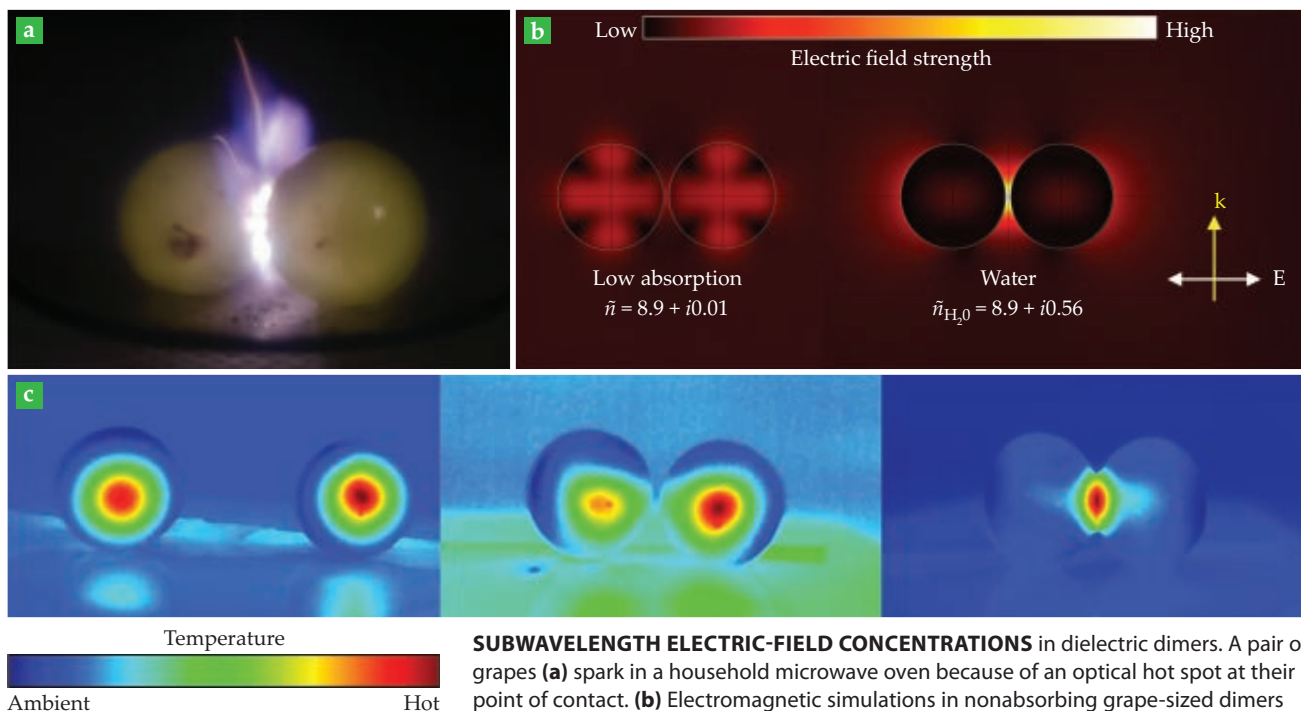 a
b
Low High
Electric field strength
k
E
Low absorption
ñ = 8.9 + i0.01
Water
ñH₂0 = 8.9 + i0.56
c
Temperature
Ambient Hot
SUBWAVELENGTH ELECTRIC-FIELD CONCENTRATIONS in dielectric dimers. A pair o
grapes (a) spark in a household microwave oven because of an optical hot spot at their
point of contact. (b) Electromagnetic simulations in nonabsorbing grape-sized dimers